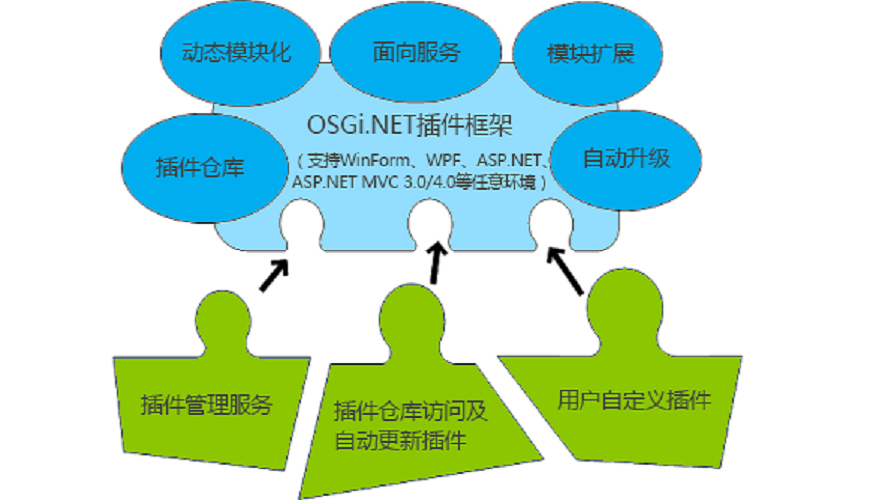 动态模块化
面向服务
模块扩展
OSGi.NET插件框架
插件仓库
（支持WinForm、WPF、ASP.NET、
ASP.NET MVC 3.0/4.0等任意环境）
自动升级
插件管理服务
插件仓库访问及
自动更新插件
用户自定义插件